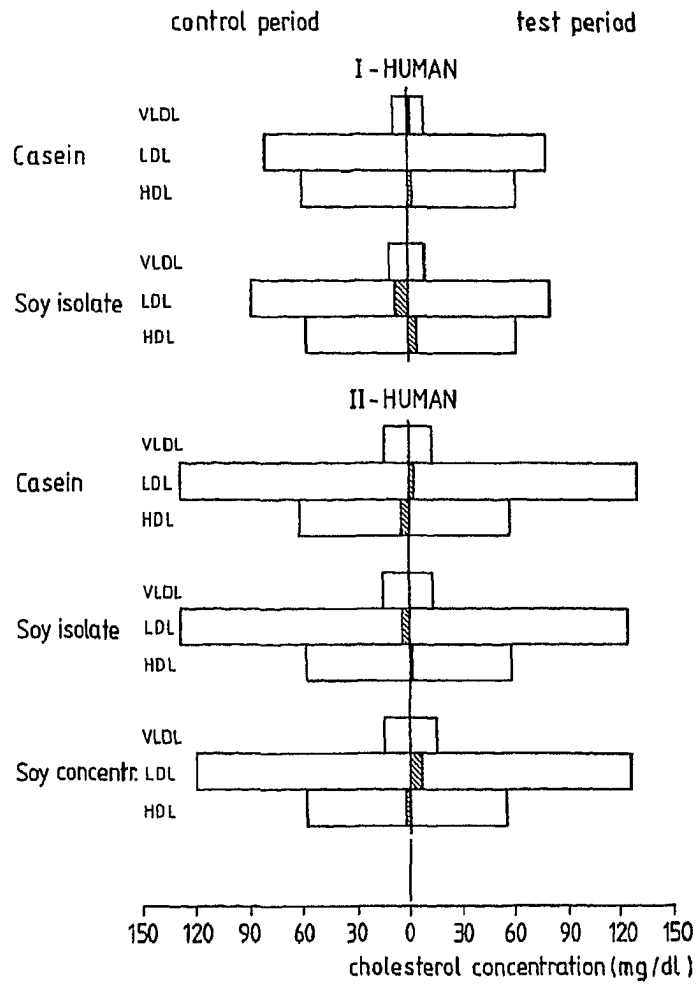 control period test period
I-HUMAN
VLDL
Casein LDL
HDL
VLDL
Soy isolate LDL
HDL
II-HUMAN
VLDL
Casein LDL
HDL
VLDL
Soy isolate LDL
HDL
VLDL
Soy concentr. LDL
HDL
150 120 90 60 30 0 30 60 90 120 150
cholesterol concentration (mg/dl)